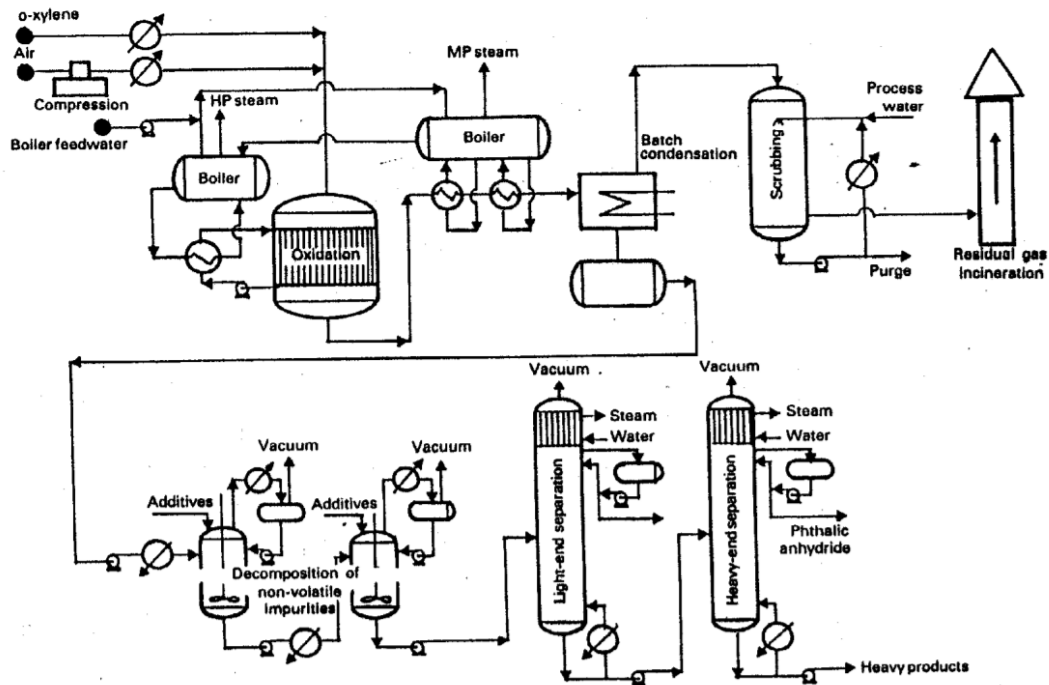 o-xylene
Air
Compression
Boiler feedwater
HP steam
Boiler
MP steam
Boiler
Oxidation
Batch
condensation
Scrubbing
Process
water
Purge
Residual gas
incineration
Vacuum
Vacuum
Additives
Additives
Decomposition of
non-volatile
impurities
Vacuum
Steam
Water
Light-end separation
Vacuum
Steam
Water
Heavy-end separation
Phthalic
anhydride
Heavy products